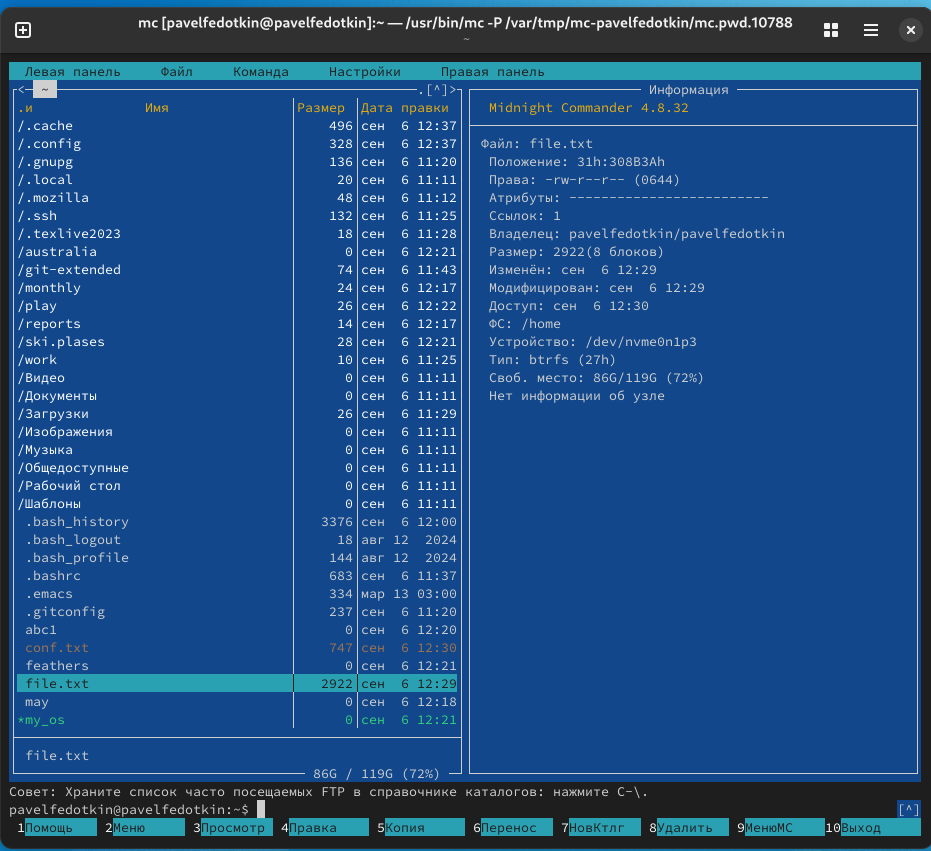 mc [pavelfedotkin@pavelfedotkin]:~ — /usr/bin/mc -P /var/tmp/mc-pavelfedotkin/mc.pwd.10788
~
Левая панель Файл Команда Настройки Правая панель
<─ ~ .[^]>
.и Имя Размер Дата правки
/.cache 496 сен 6 12:37
/.config 328 сен 6 12:37
/.gnupg 136 сен 6 11:20
/.local 20 сен 6 11:11
/.mozilla 48 сен 6 11:12
/.ssh 132 сен 6 11:25
/.texlive2023 18 сен 6 11:28
/australia 0 сен 6 12:21
/git-extended 74 сен 6 11:43
/monthly 24 сен 6 12:17
/play 26 сен 6 12:22
/reports 14 сен 6 12:17
/ski.plases 28 сен 6 12:21
/work 10 сен 6 11:25
/Видео 0 сен 6 11:11
/Документы 0 сен 6 11:11
/Загрузки 26 сен 6 11:29
/Изображения 0 сен 6 11:11
/Музыка 0 сен 6 11:11
/Общедоступные 0 сен 6 11:11
/Рабочий стол 0 сен 6 11:11
/Шаблоны 0 сен 6 11:11
.bash_history 3376 сен 6 12:00
.bash_logout 18 авг 12 2024
.bash_profile 144 авг 12 2024
.bashrc 683 сен 6 11:37
.emacs 334 мар 13 03:00
.gitconfig 237 сен 6 11:20
abc1 0 сен 6 12:20
conf.txt 747 сен 6 12:30
feathers 0 сен 6 12:21
file.txt 2922 сен 6 12:29
may 0 сен 6 12:18
*my_os 0 сен 6 12:21
file.txt
86G / 119G (72%)
Информация
Midnight Commander 4.8.32
Файл: file.txt
Положение: 31h:308B3Ah
Права: -rw-r--r-- (0644)
Атрибуты: -------------------------
Ссылок: 1
Владелец: pavelfedotkin/pavelfedotkin
Размер: 2922(8 блоков)
Изменён: сен 6 12:29
Модифицирован: сен 6 12:29
Доступ: сен 6 12:30
ФС: /home
Устройство: /dev/nvme0n1p3
Тип: btrfs (27h)
Своб. место: 86G/119G (72%)
Нет информации об узле
Совет: Храните список часто посещаемых FTP в справочнике каталогов: нажмите C-\.
pavelfedotkin@pavelfedotkin:~$ [^]
1Помощь 2Меню 3Просмотр 4Правка 5Копия 6Перенос 7НовКтлг 8Удалить 9МенюМС 10Выход